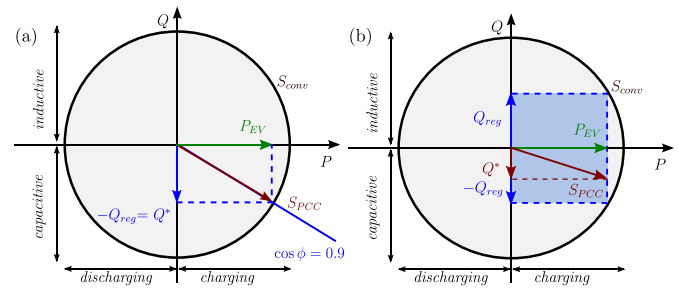 (a)
Q
inductive
S_conv
P_EV
P
capacitive
S_PCC
−Q_reg= Q*
cos ϕ = 0.9
discharging
charging
(b)
Q
inductive
S_conv
Q_reg
P_EV
P
capacitive
Q*
−Q_reg
S_PCC
discharging
charging